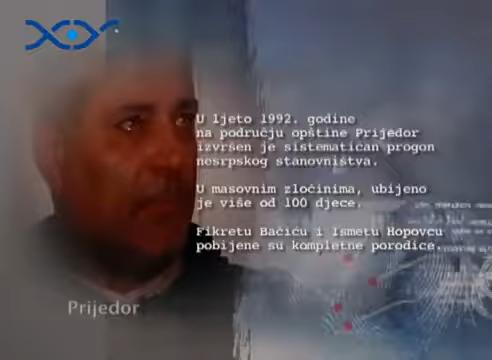 U ljeto 1992. godine
na području opštine Prijedor
izvršen je sistematičan progon
nesrpskog stanovništva.
U masovnim zločinima, ubijeno
je više od 100 djece.
Fikretu Bačiću i Ismetu Hopovcu
pobijene su kompletne porodice.
Prijedor